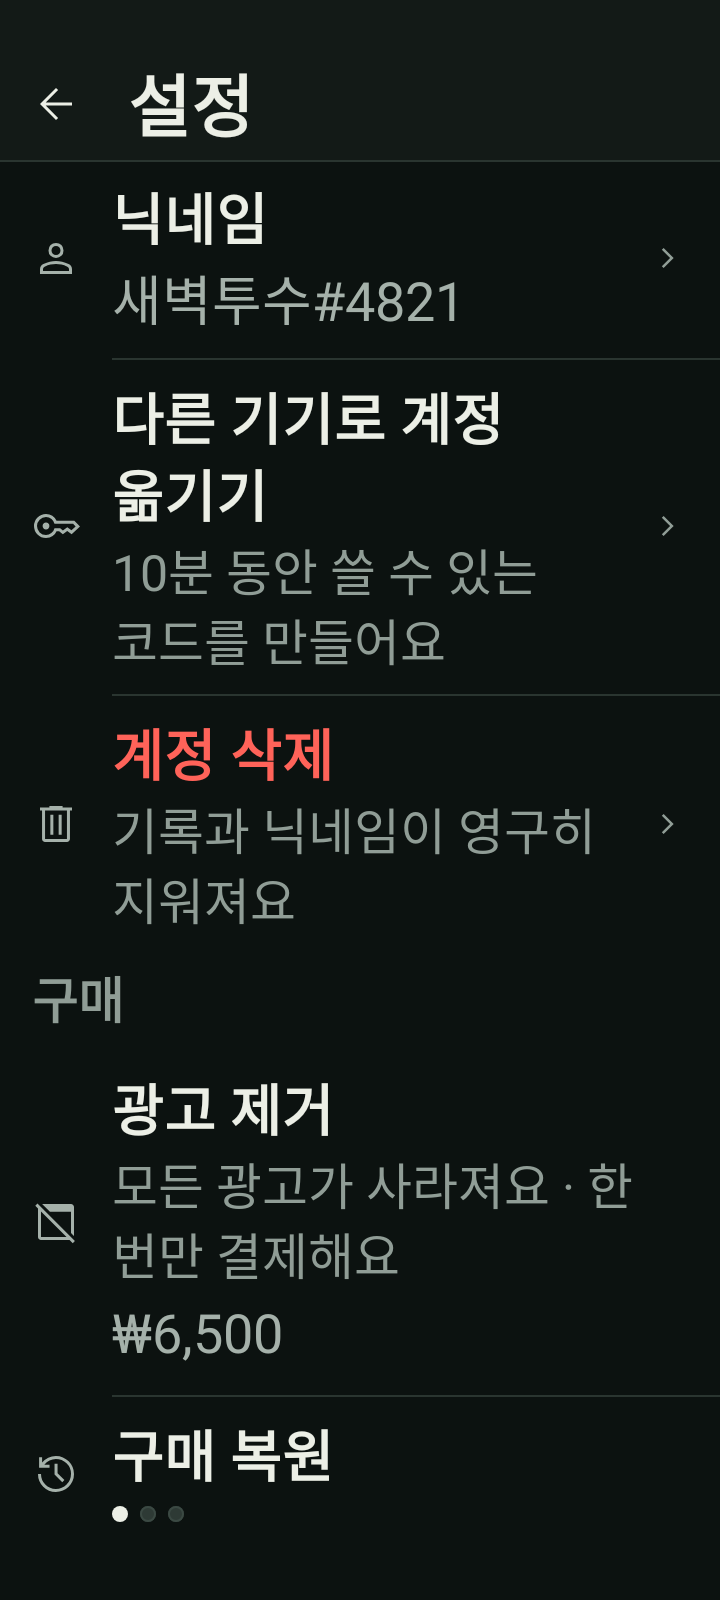 설정
닉네임
새벽투수#4821
다른 기기로 계정
옮기기
10분 동안 쓸 수 있는
코드를 만들어요
계정 삭제
기록과 닉네임이 영구히
지워져요
구매
광고 제거
모든 광고가 사라져요 · 한
번만 결제해요
₩6,500
구매 복원